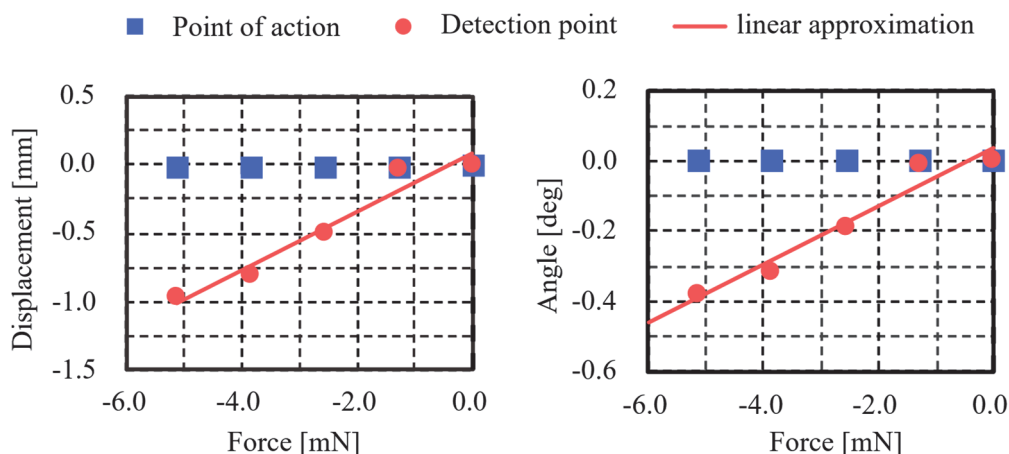 Point of action Detection point linear approximation
Displacement [mm]
0.5
0.0
-0.5
-1.0
-1.5
-6.0 -4.0 -2.0 0.0
Force [mN]
Angle [deg]
0.2
0.0
-0.2
-0.4
-0.6
-6.0 -4.0 -2.0 0.0
Force [mN]